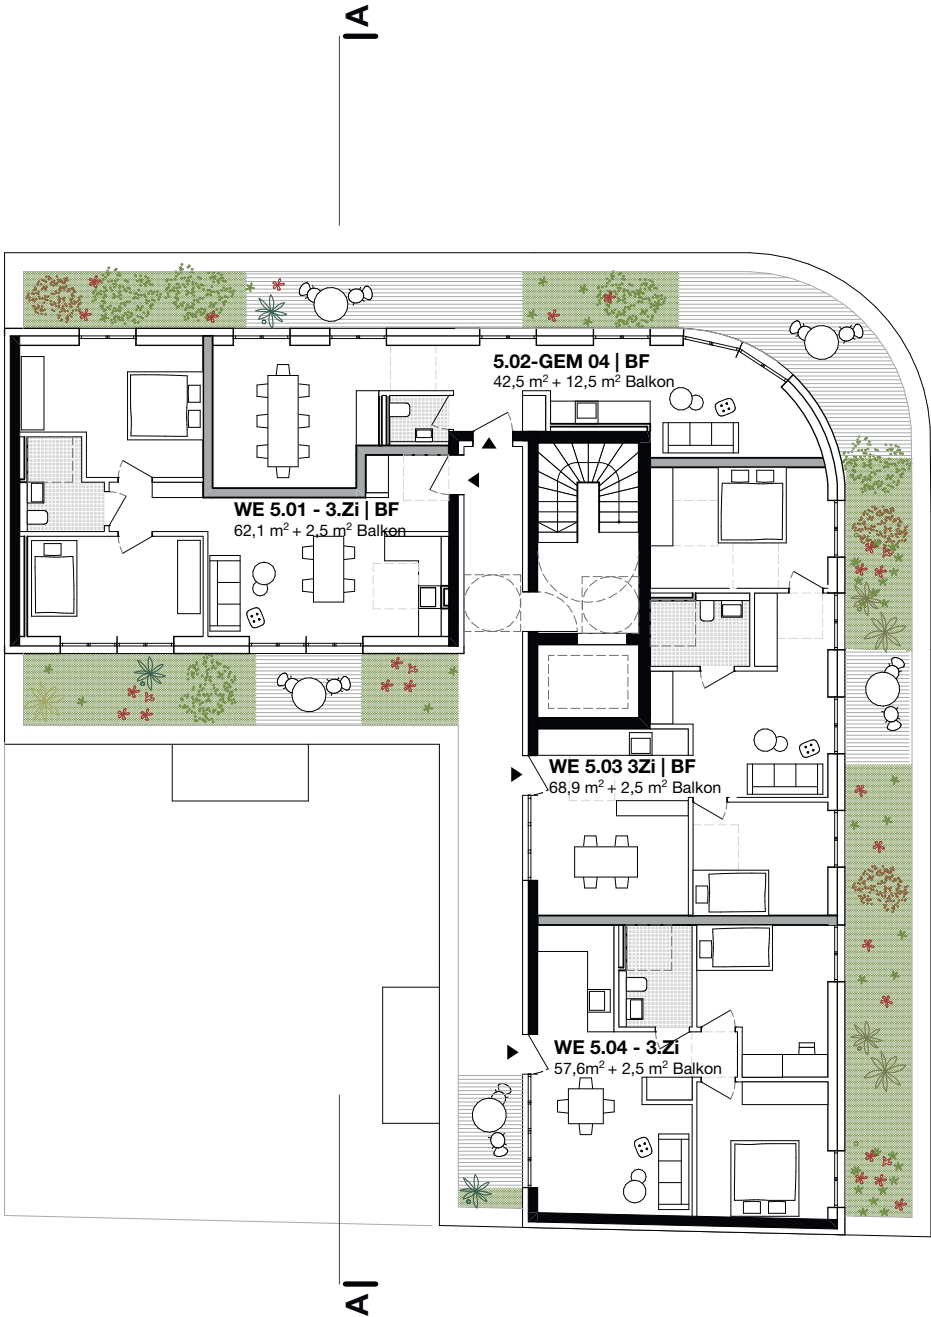 A
5.02-GEM 04 | BF
42,5 m² + 12,5 m² Balkon
WE 5.01 - 3.Zi | BF
62,1 m² + 2,5 m² Balkon
WE 5.03 3Zi | BF
68,9 m² + 2,5 m² Balkon
WE 5.04 - 3.Zi
57,6m² + 2,5 m² Balkon
A